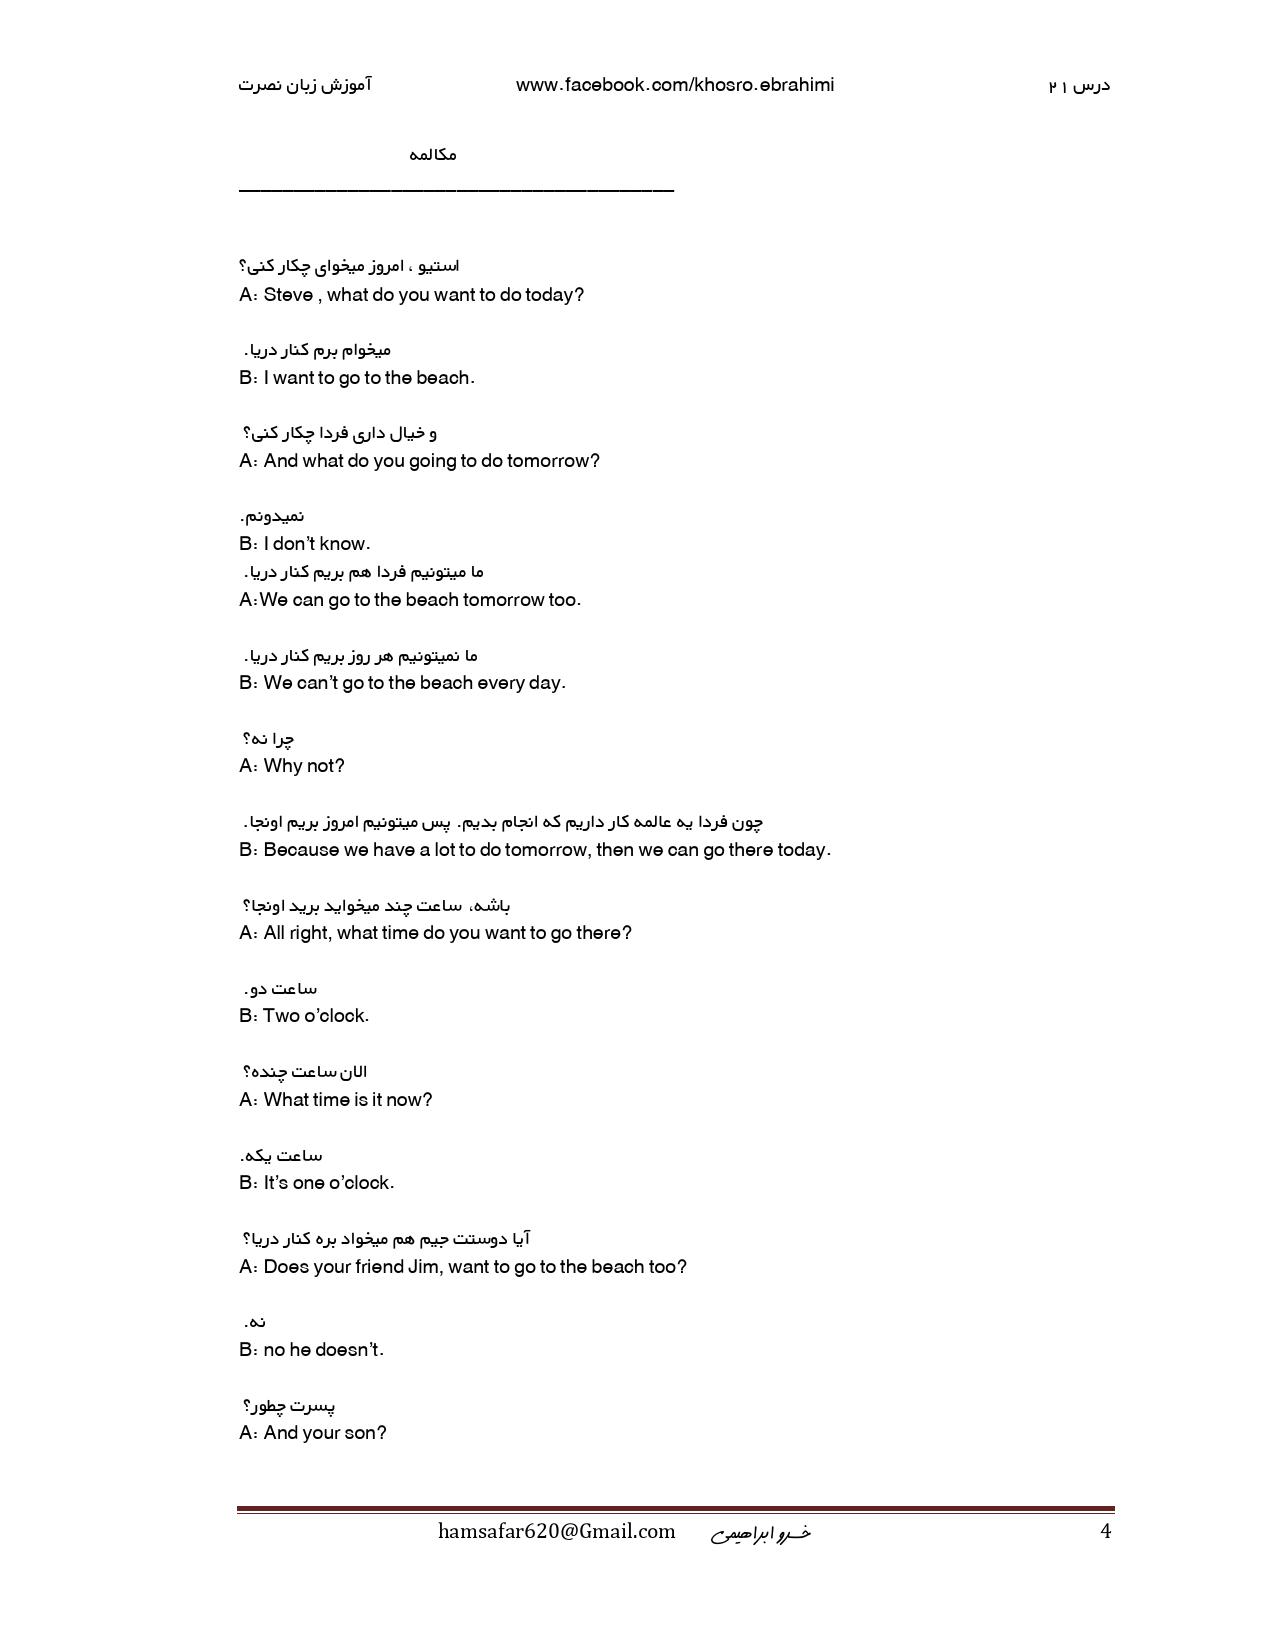 آموزش زبان نصرت www.facebook.com/khosro.ebrahimi درس ۲۱
مکالمه
استیو ، امروز میخوای چکار کنی؟
A: Steve , what do you want to do today?
میخوام برم کنار دریا.
B: I want to go to the beach.
و خیال داری فردا چکار کنی؟
A: And what do you going to do tomorrow?
نمیدونم.
B: I don’t know.
ما میتونیم فردا هم بریم کنار دریا.
A:We can go to the beach tomorrow too.
ما نمیتونیم هر روز بریم کنار دریا.
B: We can’t go to the beach every day.
چرا نه؟
A: Why not?
چون فردا یه عالمه کار داریم که انجام بدیم. پس میتونیم امروز بریم اونجا.
B: Because we have a lot to do tomorrow, then we can go there today.
باشه، ساعت چند میخواید برید اونجا؟
A: All right, what time do you want to go there?
ساعت دو.
B: Two o’clock.
الان ساعت چنده؟
A: What time is it now?
ساعت یکه.
B: It’s one o’clock.
آیا دوستت جیم هم میخواد بره کنار دریا؟
A: Does your friend Jim, want to go to the beach too?
نه.
B: no he doesn’t.
پسرت چطور؟
A: And your son?
hamsafar620@Gmail.com خسرو ابراهیمی 4